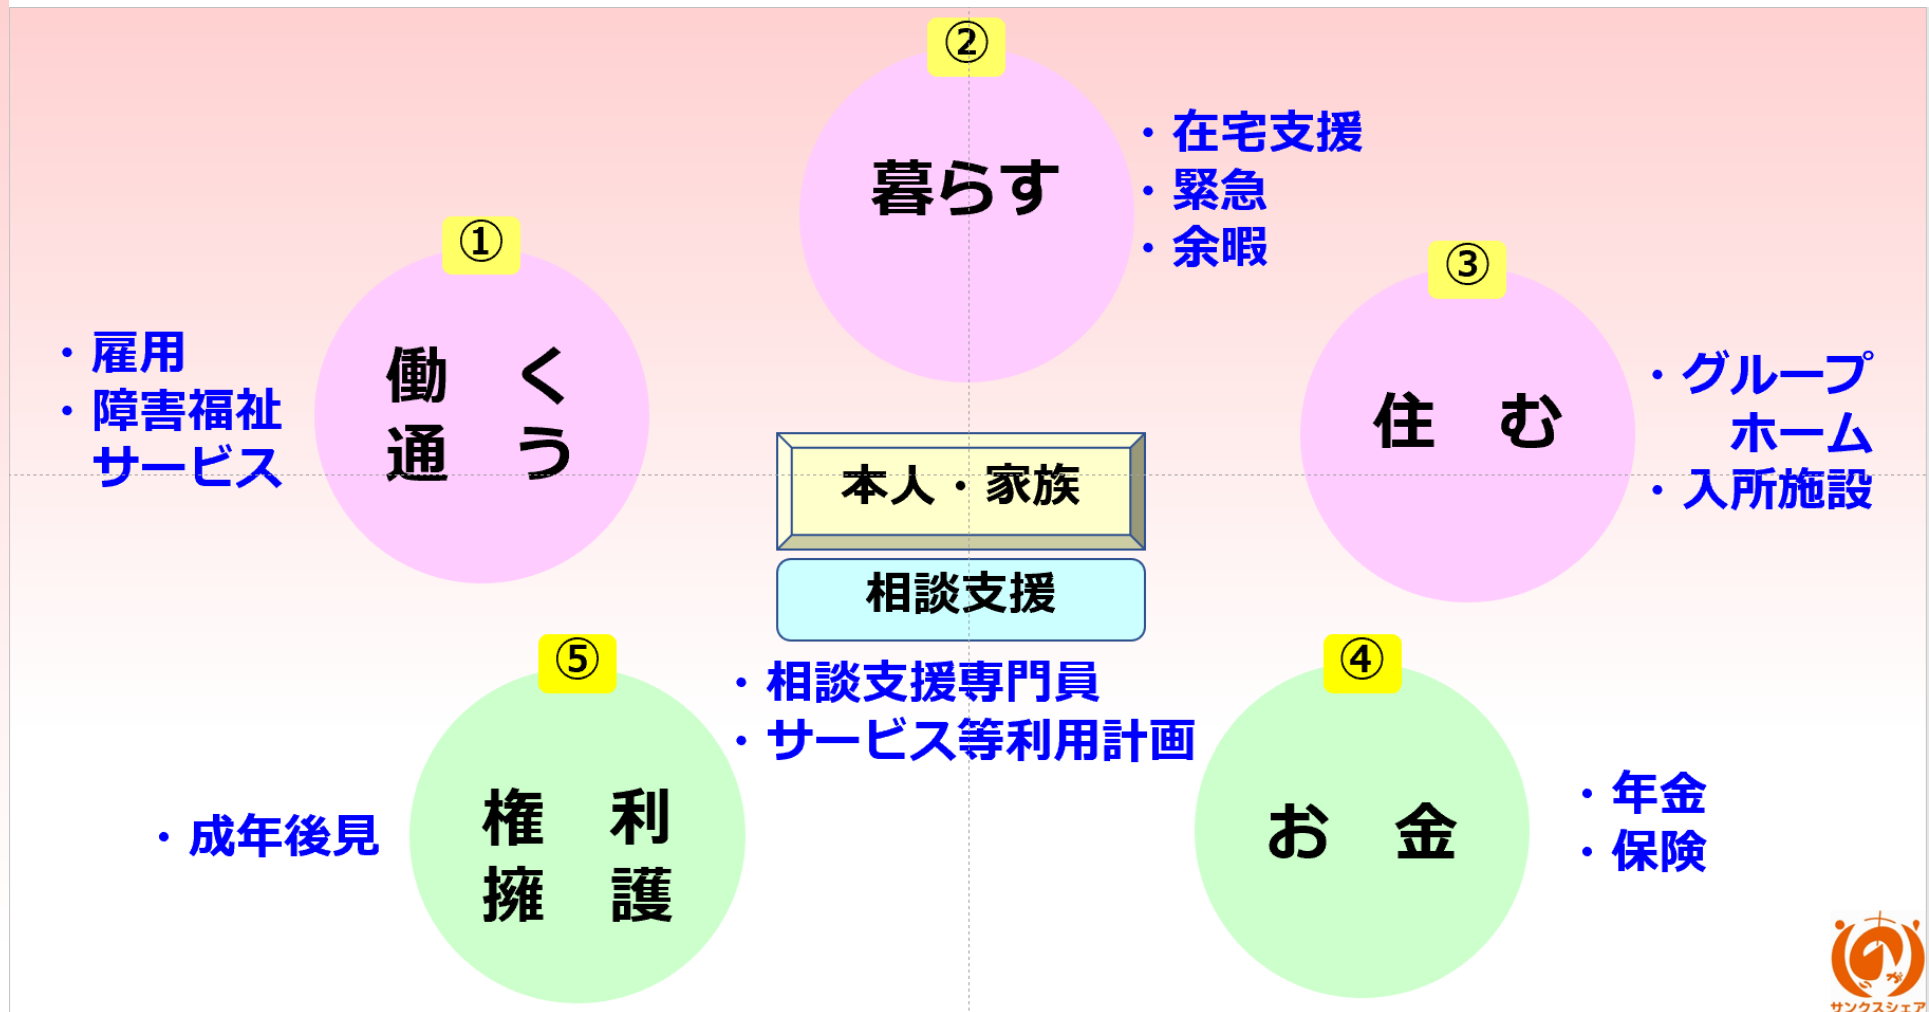 ②
暮らす
・在宅支援
・緊急
・余暇
①
働　く
通　う
・雇用
・障害福祉
サービス
③
住　む
・グループ
ホーム
・入所施設
本人・家族
相談支援
・相談支援専門員
・サービス等利用計画
⑤
権　利
擁　護
・成年後見
④
お　金
・年金
・保険
サンクスシェア